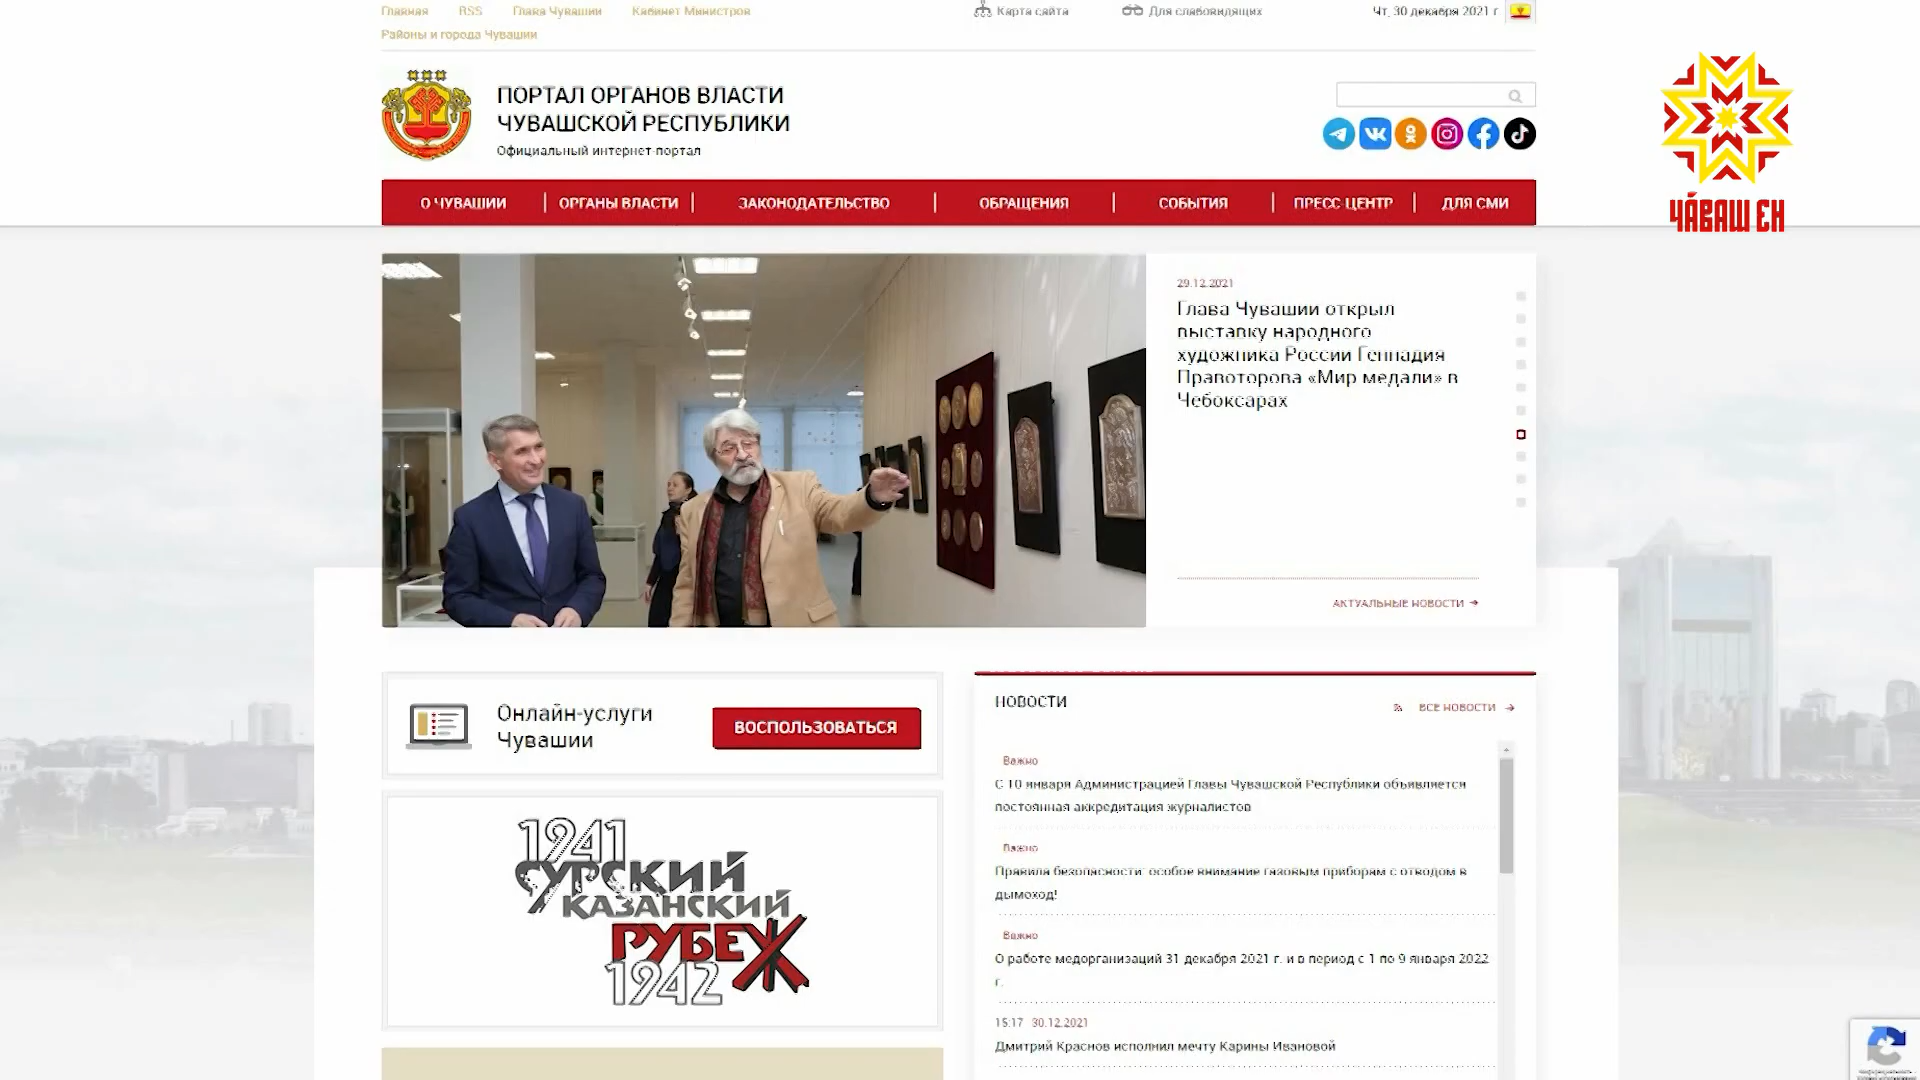 Главная RSS Глава Чувашии Кабинет Министров
Районы и города Чувашии
Карта сайта Для слабовидящих Чт, 30 декабря 2021 г.
ПОРТАЛ ОРГАНОВ ВЛАСТИ
ЧУВАШСКОЙ РЕСПУБЛИКИ
Официальный интернет-портал
ЧӐВАШ ЕН
О ЧУВАШИИ ОРГАНЫ ВЛАСТИ ЗАКОНОДАТЕЛЬСТВО ОБРАЩЕНИЯ СОБЫТИЯ ПРЕСС-ЦЕНТР ДЛЯ СМИ
29.12.2021
Глава Чувашии открыл
выставку народного
художника России Геннадия
Правоторова «Мир медали» в
Чебоксарах
АКТУАЛЬНЫЕ НОВОСТИ
Онлайн-услуги
Чувашии
ВОСПОЛЬЗОВАТЬСЯ
1941
СУРСКИЙ
КАЗАНСКИЙ
РУБЕЖ
1942
НОВОСТИ
ВСЕ НОВОСТИ
Важно
С 10 января Администрацией Главы Чувашской Республики объявляется
постоянная аккредитация журналистов
Важно
Правила безопасности: особое внимание газовым приборам с отводом в
дымоход!
Важно
О работе медорганизаций 31 декабря 2021 г. и в период с 1 по 9 января 2022
г.
15:17 30.12.2021
Дмитрий Краснов исполнил мечту Карины Ивановой